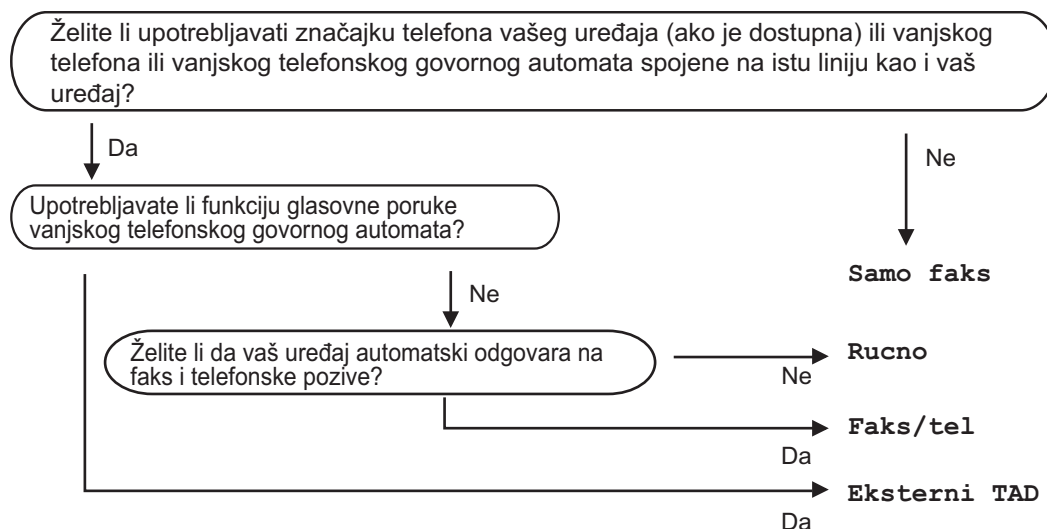 Želite li upotrebljavati značajku telefona vašeg uređaja (ako je dostupna) ili vanjskog
telefona ili vanjskog telefonskog govornog automata spojene na istu liniju kao i vaš
uređaj?
Da
Ne
Upotrebljavate li funkciju glasovne poruke
vanjskog telefonskog govornog automata?
Samo faks
Ne
Želite li da vaš uređaj automatski odgovara na
faks i telefonske pozive?
Rucno
Ne
Faks/tel
Da
Eksterni TAD
Da